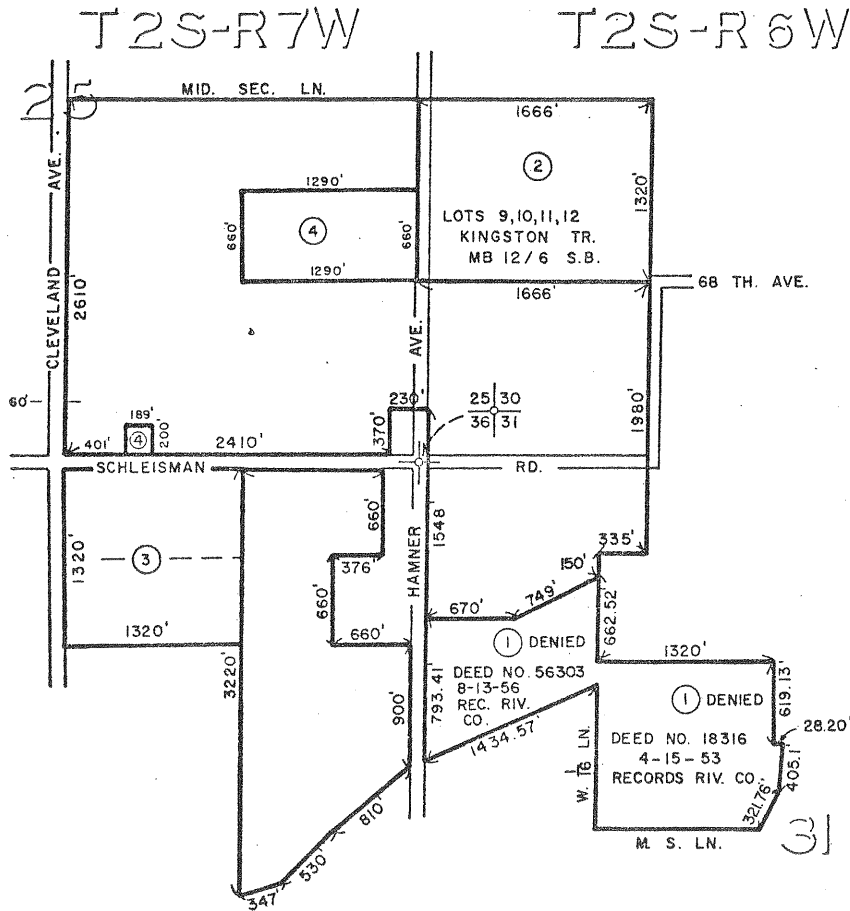 T2S-R7W
T2S-R6W
25
MID. SEC. LN.
1666'
CLEVELAND AVE.
2610'
1290'
660'
4
660'
1290'
2
LOTS 9,10,11,12
KINGSTON TR.
MB 12/6 S.B.
1320'
1666'
68 TH. AVE.
HAMNER AVE.
60'
189'
4
200'
401'
2410'
230'
370'
25 30
36 31
1980'
SCHLEISMAN RD.
1320'
3
1320'
3220'
660'
376'
660'
660'
900'
1548
335'
150'
749'
670'
662.52'
1 DENIED
DEED NO. 56303
8-13-56
REC. RIV.
CO.
793.41
1434.57'
1320'
619.13'
1 DENIED
28.20'
DEED NO. 18316
4-15-53
RECORDS RIV. CO.
405.1'
321.76'
W. 1/16 LN.
M. S. LN.
31
810'
530'
347'